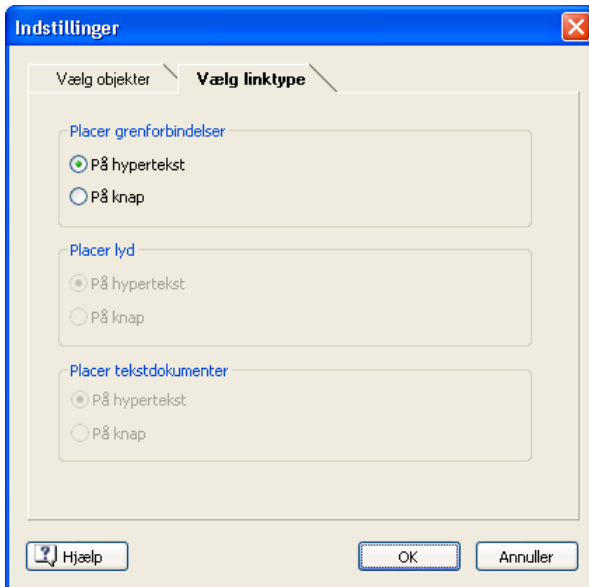 Indstillinger
Vælg objekter
Vælg linktype
Placer grenforbindelser
På hypertekst
På knap
Placer lyd
På hypertekst
På knap
Placer tekstdokumenter
På hypertekst
På knap
Hjælp
OK
Annuller